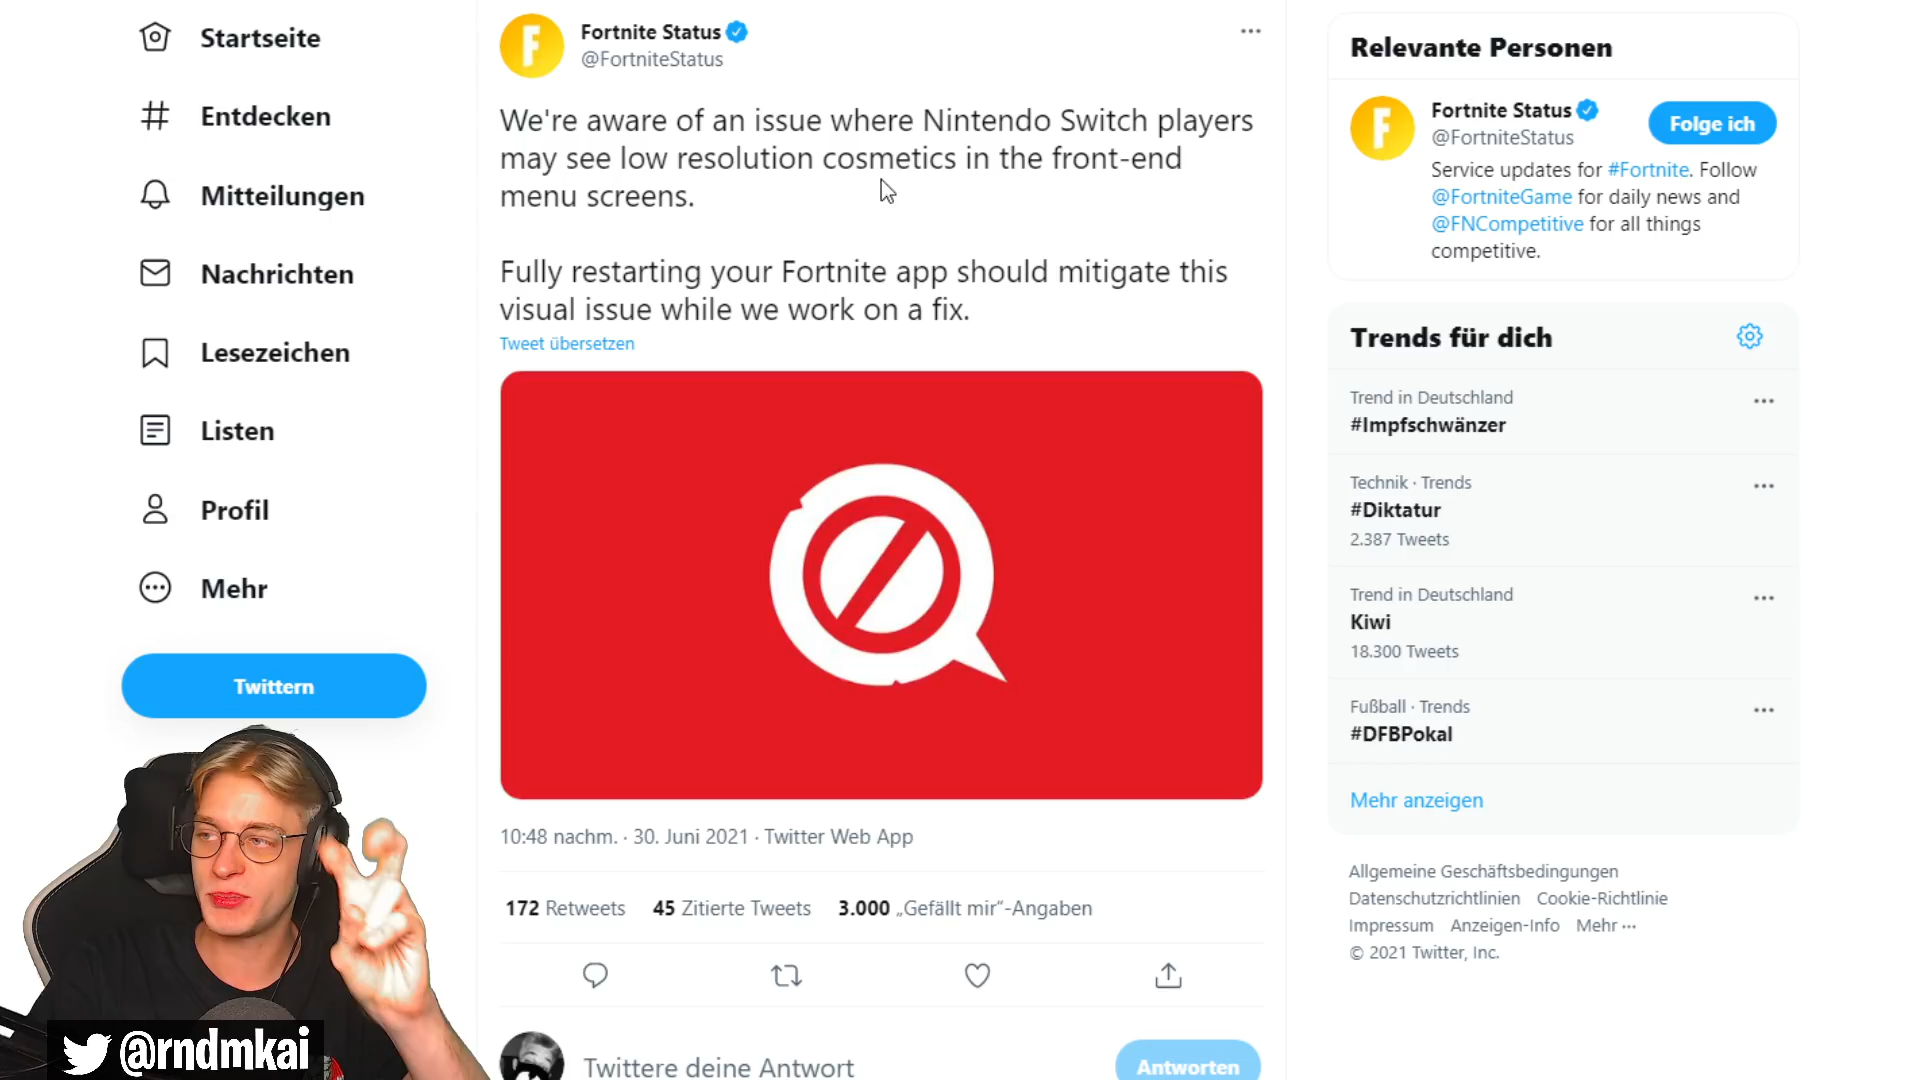 Startseite
Entdecken
Mitteilungen
Nachrichten
Lesezeichen
Listen
Profil
Mehr
Twittern
@rndmkai
Fortnite Status
@FortniteStatus
We're aware of an issue where Nintendo Switch players
may see low resolution cosmetics in the front-end
menu screens.
Fully restarting your Fortnite app should mitigate this
visual issue while we work on a fix.
Tweet übersetzen
10:48 nachm. · 30. Juni 2021 · Twitter Web App
172 Retweets 45 Zitierte Tweets 3.000 „Gefällt mir“-Angaben
Twittere deine Antwort
Antworten
Relevante Personen
Fortnite Status
@FortniteStatus
Folge ich
Service updates for #Fortnite. Follow
@FortniteGame for daily news and
@FNCompetitive for all things
competitive.
Trends für dich
Trend in Deutschland
#Impfschwänzer
Technik · Trends
#Diktatur
2.387 Tweets
Trend in Deutschland
Kiwi
18.300 Tweets
Fußball · Trends
#DFBPokal
Mehr anzeigen
Allgemeine Geschäftsbedingungen
Datenschutzrichtlinien Cookie-Richtlinie
Impressum Anzeigen-Info Mehr ···
© 2021 Twitter, Inc.